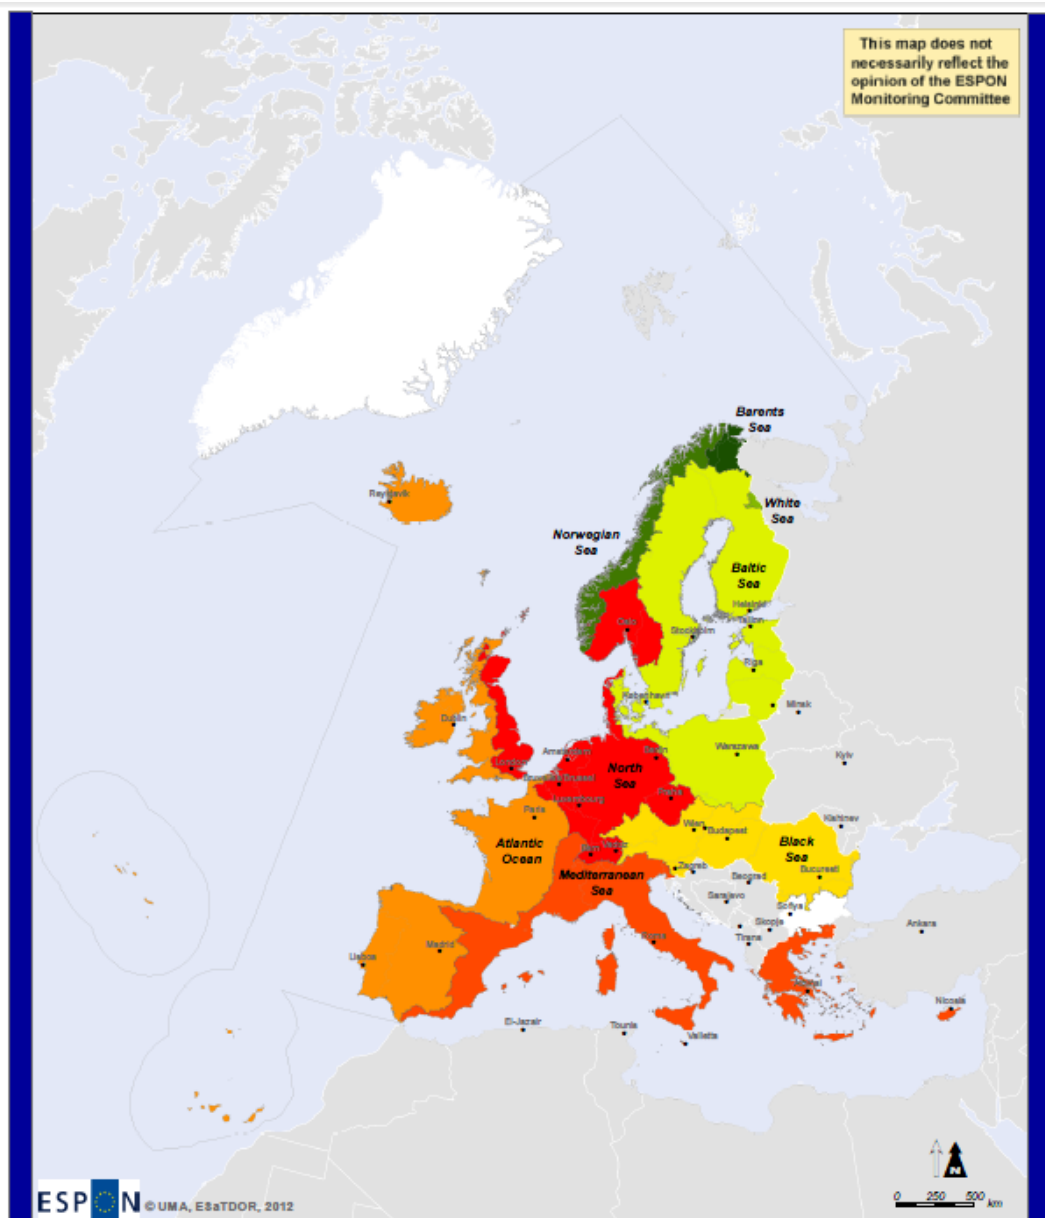 This map does not
necessarily reflect the
opinion of the ESPON
Monitoring Committee
Barents
Sea
Reykjavik
White
Sea
Norwegian
Sea
Baltic
Sea
Helsinki
Tallinn
Oslo
Stockholm
Riga
København
Minsk
Dublin
Amsterdam
Berlin
Warszawa
Kyiv
London
North
Sea
Luxembourg
Praha
Paris
Kishinev
Wien
Budapest
Atlantic
Ocean
Bern
Vaduz
Black
Sea
Mediterranean
Sea
Zagreb
Beograd
Bucuresti
Sarajevo
Sofiya
Skopje
Ankara
Tirana
Madrid
Roma
Lisboa
Nicosia
El-Jazair
Tounis
Valletta
N
ESPON © UMA, ESaTDOR, 2012
0 250 500 km